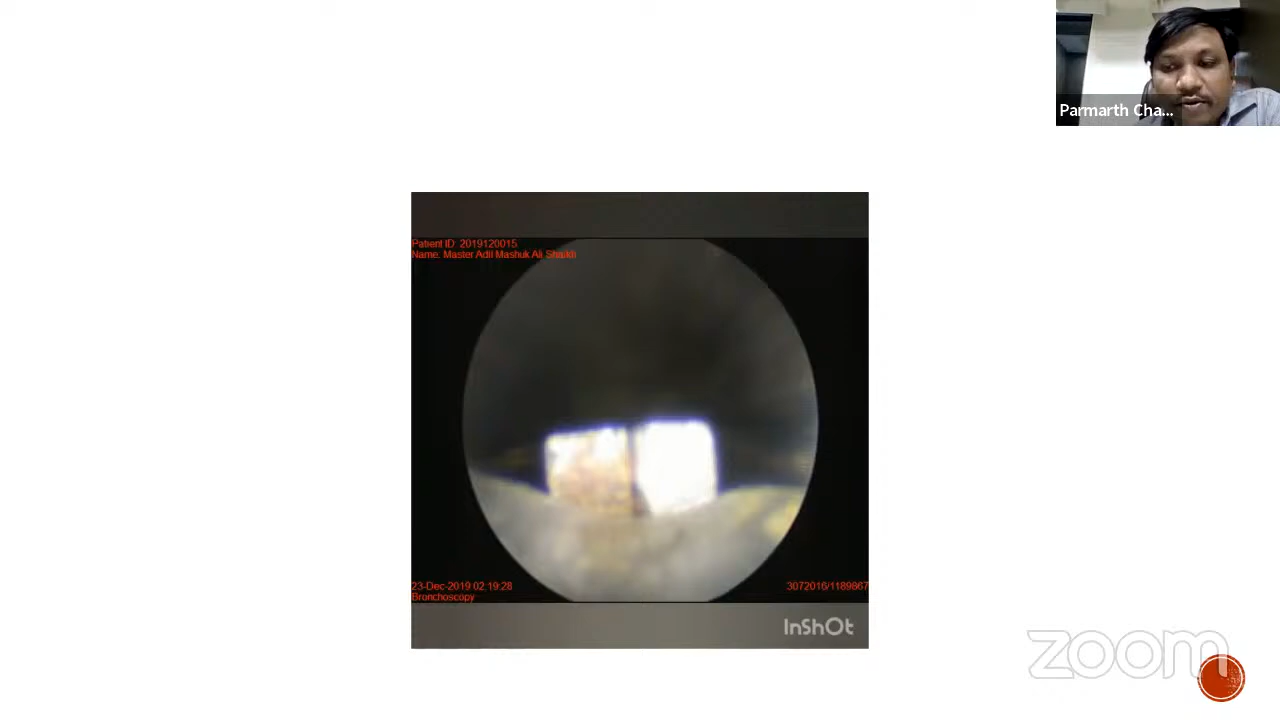 Parmarth Cha...
Patient ID: 2019120015
Name: Master Adil Mashuk Ali Shaikh
23-Dec-2019 02:19:28
3072016/1189867
Bronchoscopy
InShOt
zoom